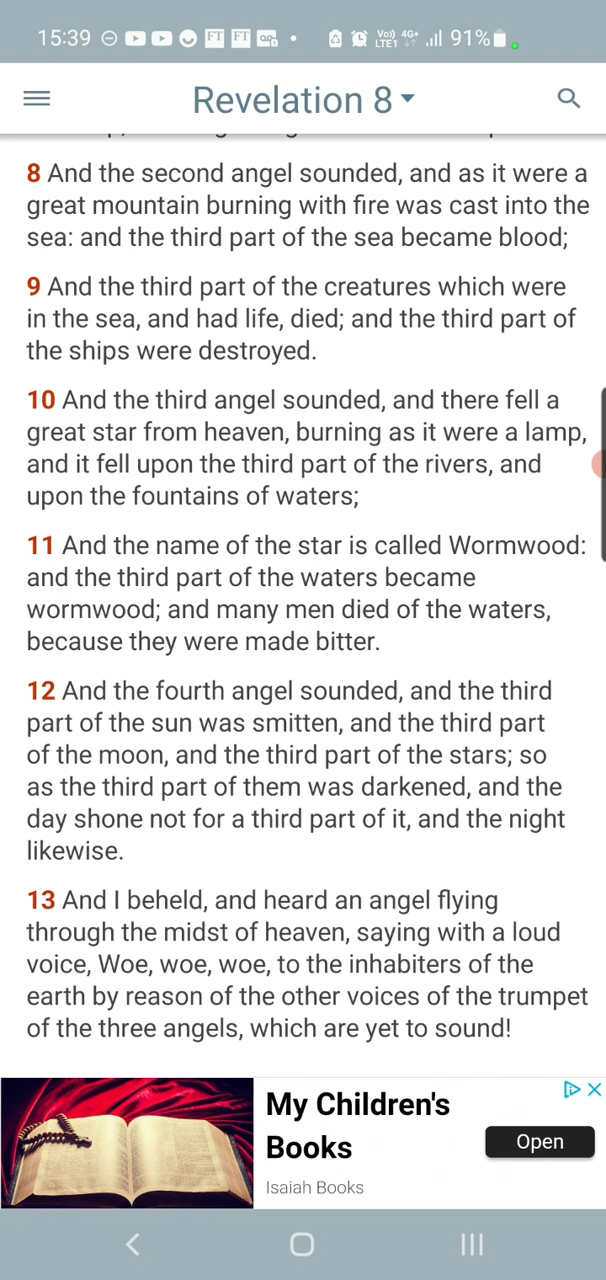 15:39
FT FT
Vo)) 4G+
LTE1
91%
Revelation 8
8 And the second angel sounded, and as it were a
great mountain burning with fire was cast into the
sea: and the third part of the sea became blood;
9 And the third part of the creatures which were
in the sea, and had life, died; and the third part of
the ships were destroyed.
10 And the third angel sounded, and there fell a
great star from heaven, burning as it were a lamp,
and it fell upon the third part of the rivers, and
upon the fountains of waters;
11 And the name of the star is called Wormwood:
and the third part of the waters became
wormwood; and many men died of the waters,
because they were made bitter.
12 And the fourth angel sounded, and the third
part of the sun was smitten, and the third part
of the moon, and the third part of the stars; so
as the third part of them was darkened, and the
day shone not for a third part of it, and the night
likewise.
13 And I beheld, and heard an angel flying
through the midst of heaven, saying with a loud
voice, Woe, woe, woe, to the inhabiters of the
earth by reason of the other voices of the trumpet
of the three angels, which are yet to sound!
My Children's
Books
Open
Isaiah Books